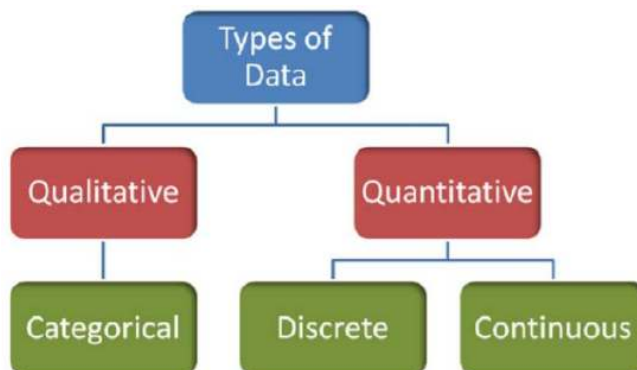 Types of
Data
Qualitative
Quantitative
Categorical
Discrete
Continuous